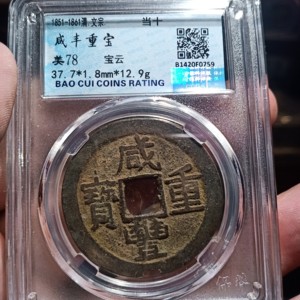 1851-1861清·文宗 当十
咸丰重宝
美78 宝云
37.7*1.8mm*12.9g
BAO CUI COINS RATING
B1420F0759
咸
豐
重
寶